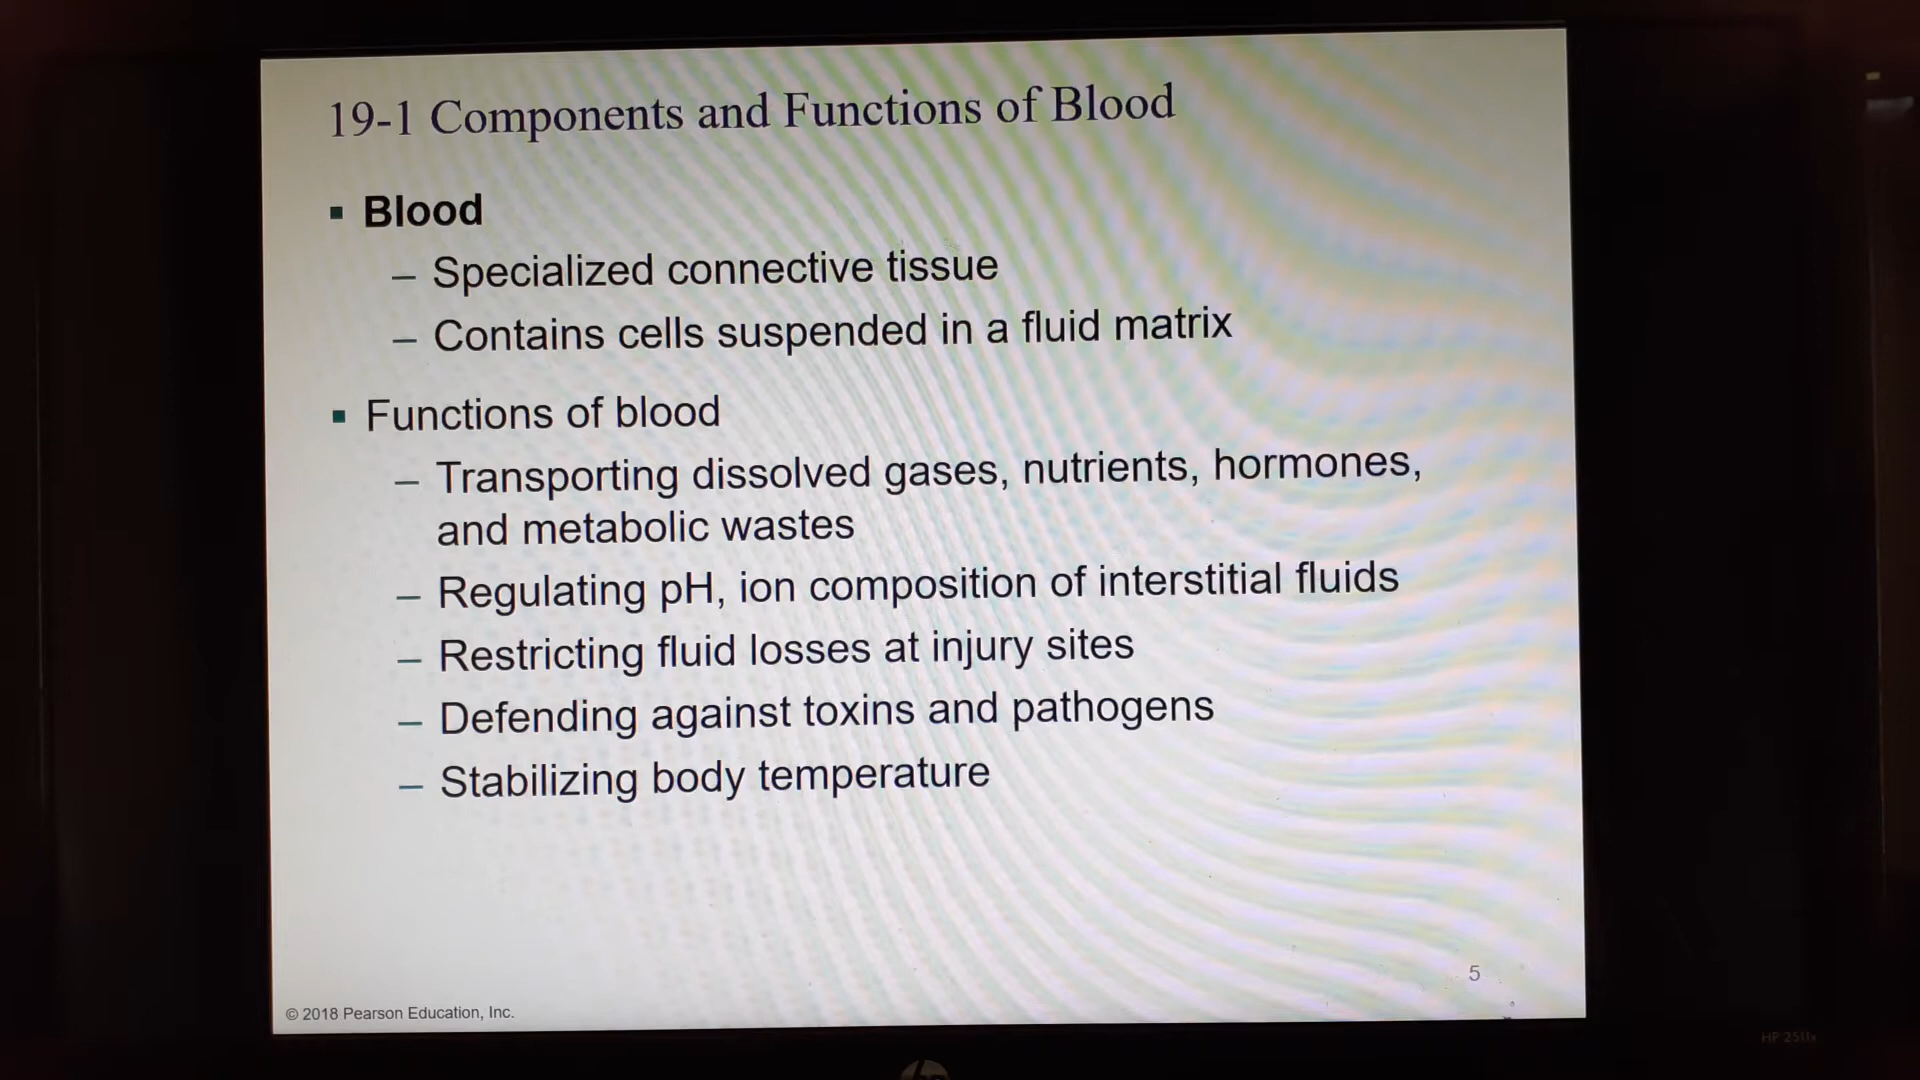 19-1 Components and Functions of Blood
▪ Blood
– Specialized connective tissue
– Contains cells suspended in a fluid matrix
▪ Functions of blood
– Transporting dissolved gases, nutrients, hormones,
and metabolic wastes
– Regulating pH, ion composition of interstitial fluids
– Restricting fluid losses at injury sites
– Defending against toxins and pathogens
– Stabilizing body temperature
5
© 2018 Pearson Education, Inc.
hp